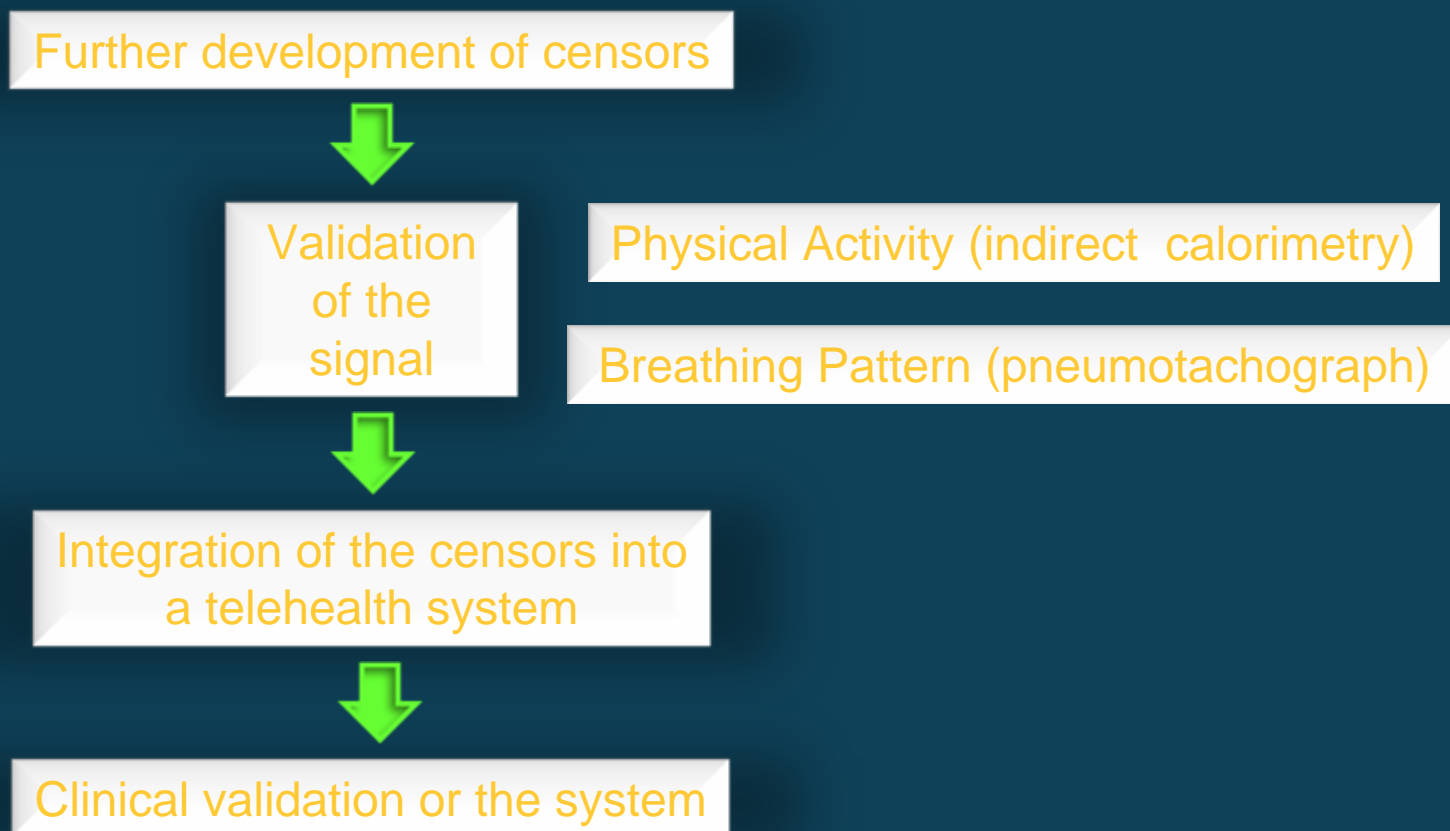 Further development of censors
Validation
of the
signal
Physical Activity (indirect  calorimetry)
Breathing Pattern (pneumotachograph)
Integration of the censors into
a telehealth system
Clinical validation or the system